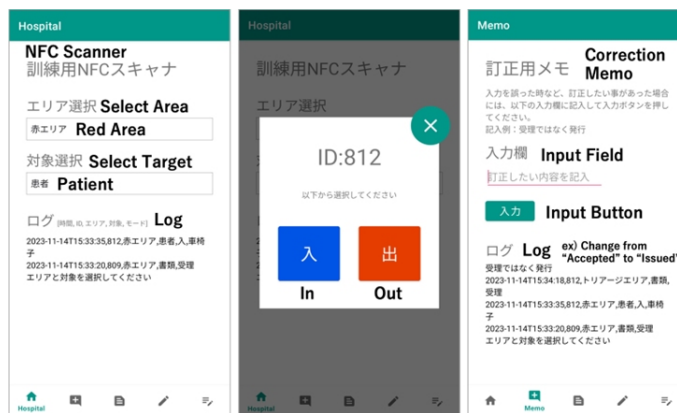 Hospital
NFC Scanner
訓練用NFCスキャナ
エリア選択 Select Area
赤エリア Red Area
対象選択 Select Target
患者 Patient
ログ [時間, ID, エリア, 対象, モード] Log
2023-11-14T15:33:35,812,赤エリア,患者,入,車椅
子
2023-11-14T15:33:20,809,赤エリア,書類,受理
エリアと対象を選択してください
Hospital
Hospital
訓練用NFCスキャナ
エリア選択
ID:812
以下から選択してください
入
出
In
Out
Hospital
Memo
訂正用メモ Correction
Memo
入力を誤った時など、訂正したい事があった場合
には、以下の入力欄に記入して入力ボタンを押し
てください。
記入例：受理ではなく発行
入力欄 Input Field
訂正したい内容を記入
入力 Input Button
ログ Log ex) Change from
"Accepted" to "Issued"
受理ではなく発行
2023-11-14T15:34:18,812,トリアージエリア,書類,
受理
2023-11-14T15:33:35,812,赤エリア,患者,入,車椅
子
2023-11-14T15:33:20,809,赤エリア,書類,受理
エリアと対象を選択してください
Memo